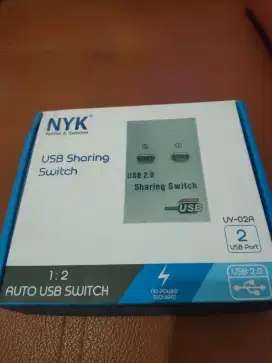 NYK®
USB Sharing
Switch
USB 2.0
Sharing Switch
USB
UY-02A
2
USB Port
1:2
AUTO USB SWITCH
NO POWER
REQUIRED
USB 2.0